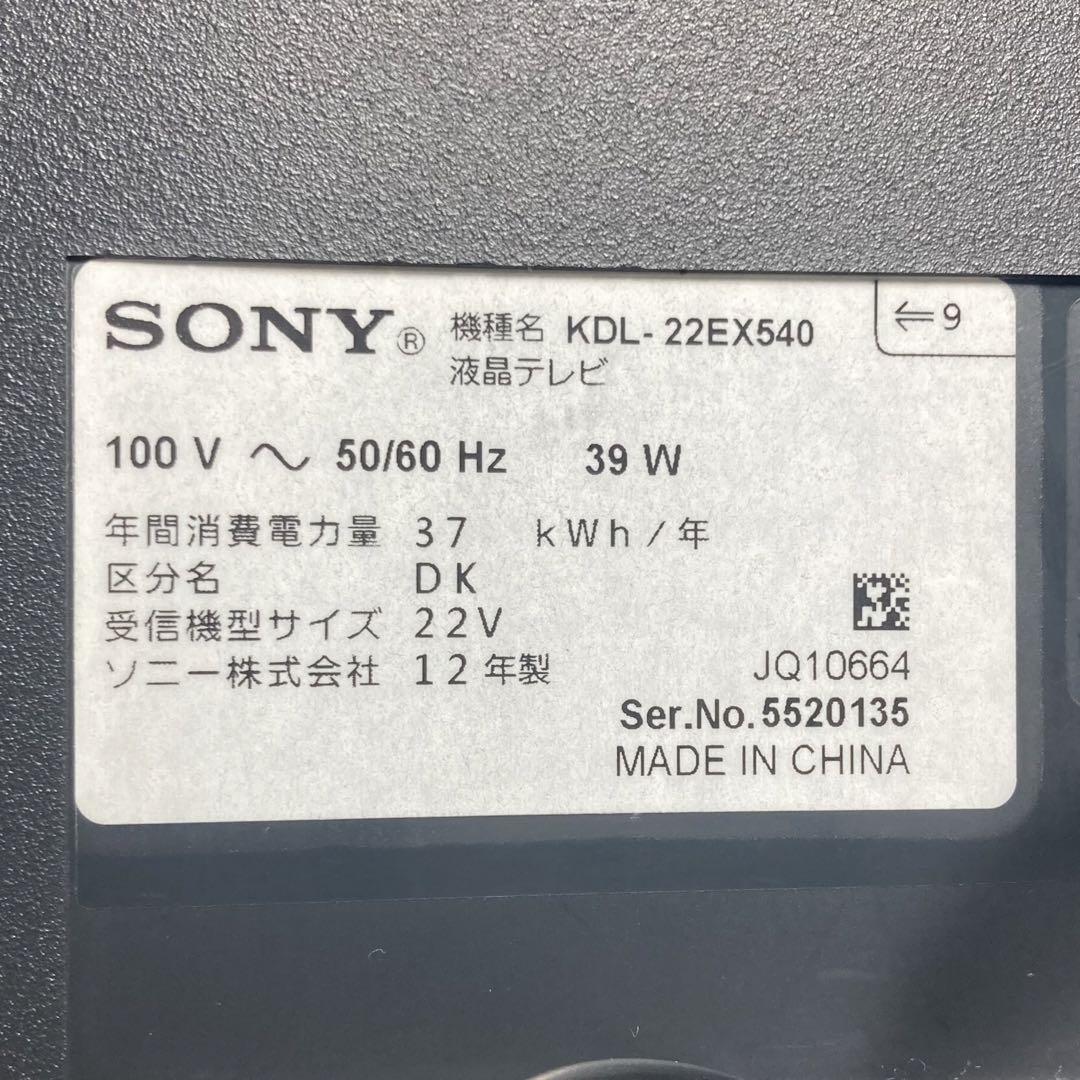 SONY® 機種名 KDL-22EX540
液晶テレビ
⇐9
100 V ～ 50/60 Hz 39 W
年間消費電力量 37 kWh/年
区分名 DK
受信機型サイズ 22V
ソニー株式会社 12年製
JQ10664
Ser.No.5520135
MADE IN CHINA